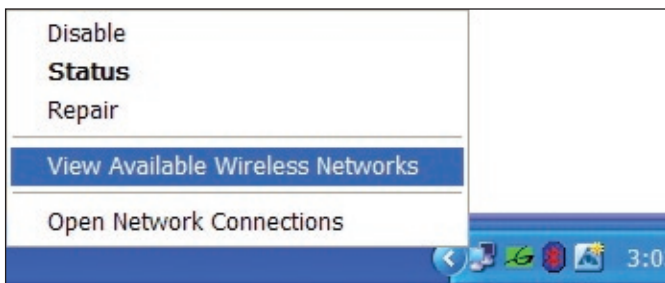 Disable
Status
Repair
View Available Wireless Networks
Open Network Connections
3:0